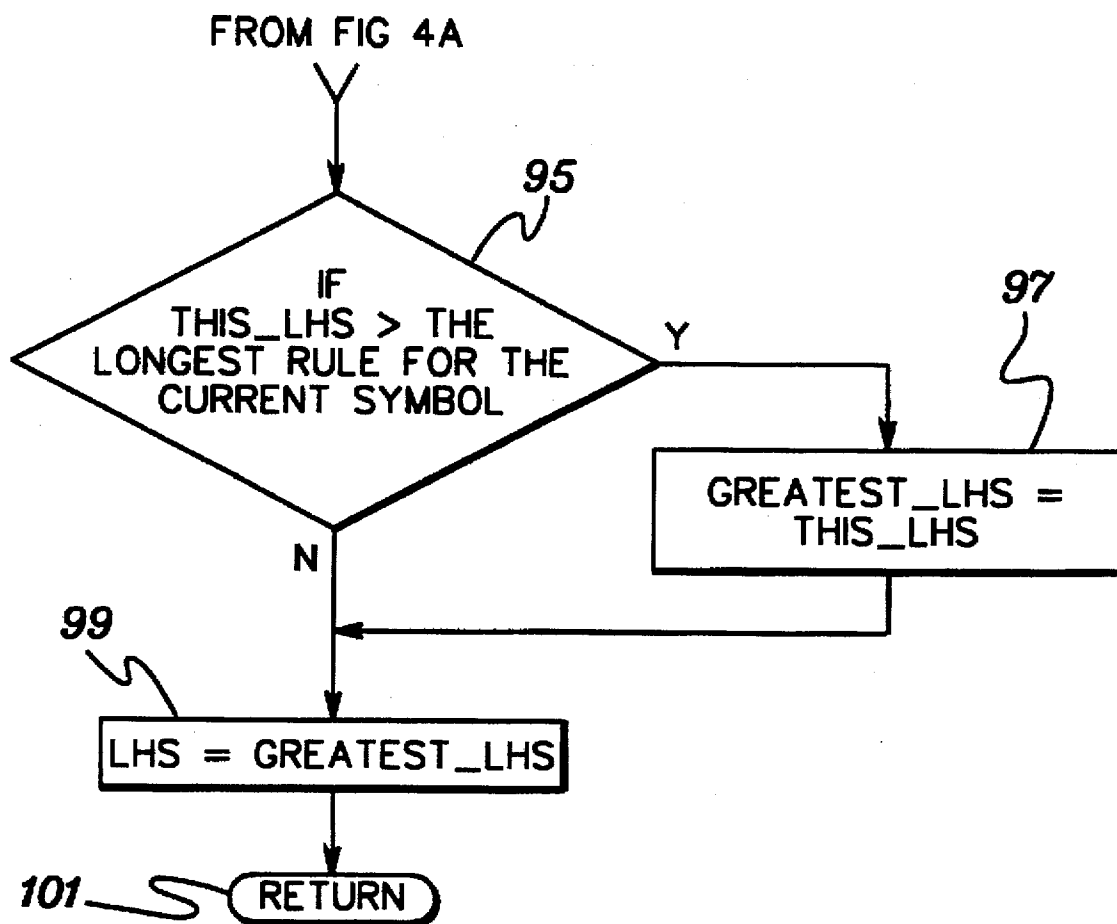 FROM FIG 4A
95
IF
THIS_LHS > THE
LONGEST RULE FOR THE
CURRENT SYMBOL
Y
97
GREATEST_LHS =
THIS_LHS
N
99
LHS = GREATEST_LHS
101
RETURN